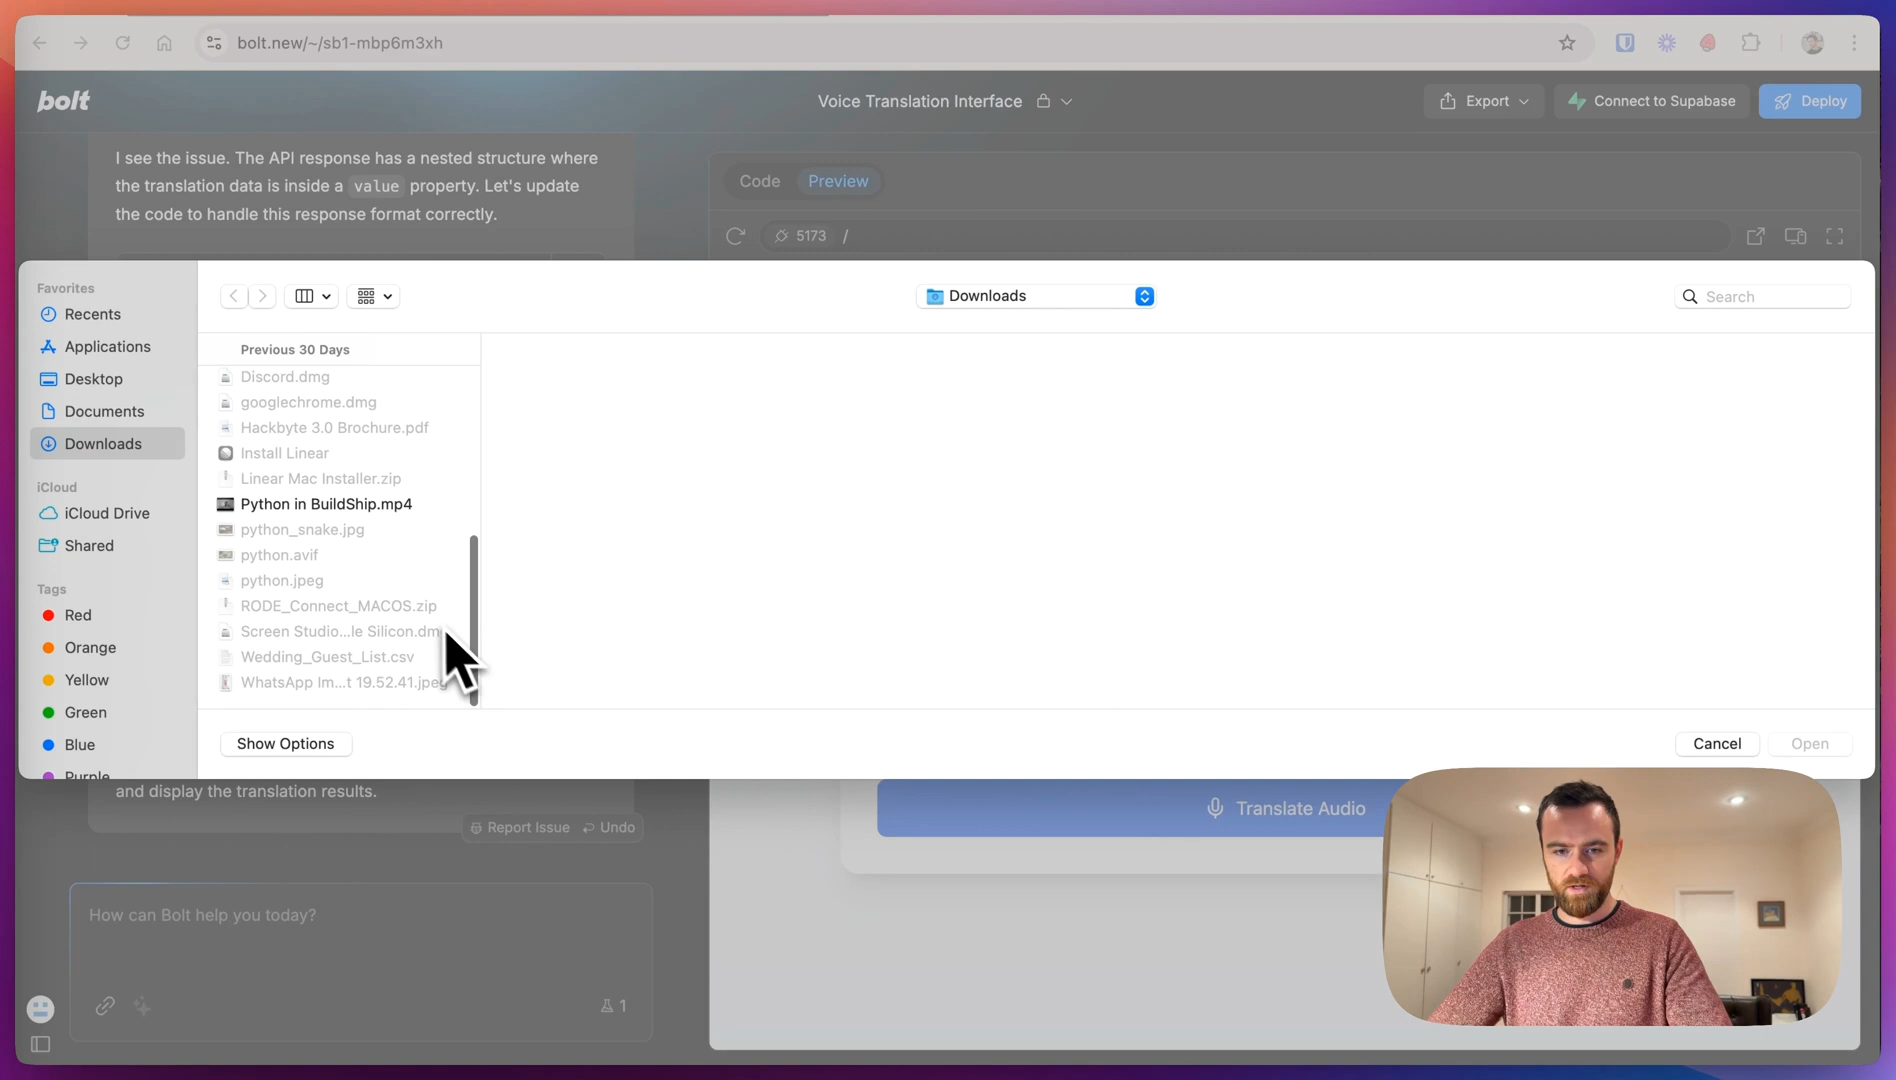 bolt.new/~/sb1-mbp6m3xh
bolt
Voice Translation Interface
Export
Connect to Supabase
Deploy
I see the issue. The API response has a nested structure where
the translation data is inside a value property. Let's update
the code to handle this response format correctly.
Code
Preview
5173
/
Favorites
Recents
Applications
Desktop
Documents
Downloads
iCloud
iCloud Drive
Shared
Tags
Red
Orange
Yellow
Green
Blue
Purple
Downloads
Search
Previous 30 Days
Discord.dmg
googlechrome.dmg
Hackbyte 3.0 Brochure.pdf
Install Linear
Linear Mac Installer.zip
Python in BuildShip.mp4
python_snake.jpg
python.avif
python.jpeg
RODE_Connect_MACOS.zip
Screen Studio...le Silicon.dm
Wedding_Guest_List.csv
WhatsApp Im...t 19.52.41.jpeg
Show Options
Cancel
Open
and display the translation results.
Report Issue
Undo
How can Bolt help you today?
1
Translate Audio